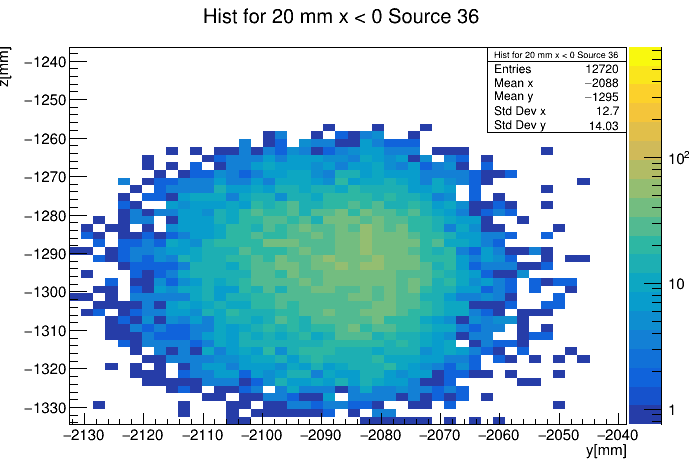 Hist for 20 mm x < 0 Source 36
z[mm]
Hist for 20 mm x < 0 Source 36
Entries 12720
Mean x −2088
Mean y −1295
Std Dev x 12.7
Std Dev y 14.03
−1240
−1250
−1260
−1270
−1280
−1290
−1300
−1310
−1320
−1330
10²
10
1
−2130 −2120 −2110 −2100 −2090 −2080 −2070 −2060 −2050 −2040
y[mm]